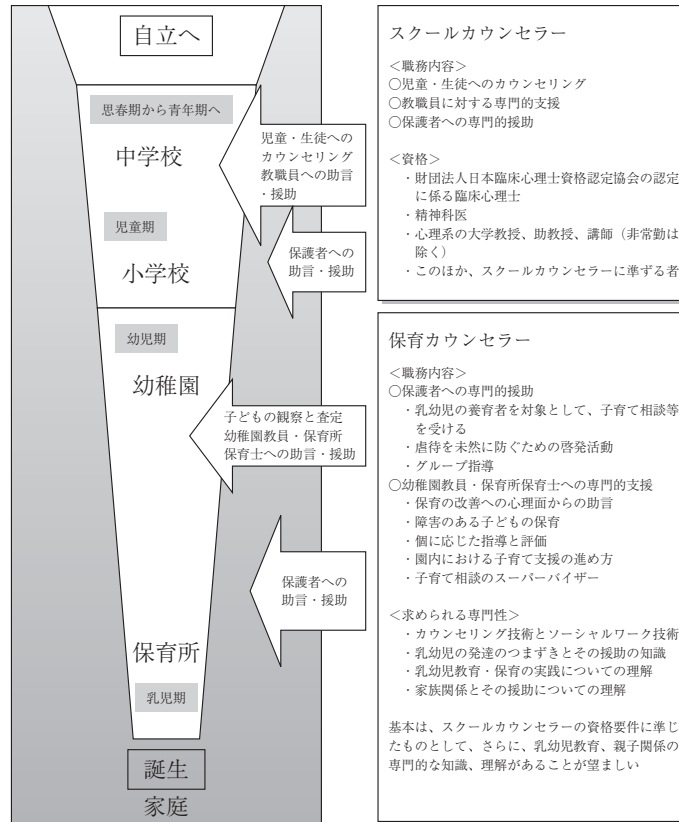 自立へ
思春期から青年期へ
中学校
児童期
小学校
幼児期
幼稚園
保育所
乳児期
誕生
家庭
児童・生徒への
カウンセリング
教職員への助言
・援助
保護者への
助言・援助
子どもの観察と査定
幼稚園教員・保育所
保育士への助言・援助
保護者への
助言・援助
スクールカウンセラー
＜職務内容＞
○児童・生徒へのカウンセリング
○教職員に対する専門的支援
○保護者への専門的援助
＜資格＞
・財団法人日本臨床心理士資格認定協会の認定
に係る臨床心理士
・精神科医
・心理系の大学教授、助教授、講師（非常勤は
除く）
・このほか、スクールカウンセラーに準ずる者
保育カウンセラー
＜職務内容＞
○保護者への専門的援助
・乳幼児の養育者を対象として、子育て相談等
を受ける
・虐待を未然に防ぐための啓発活動
・グループ指導
○幼稚園教員・保育所保育士への専門的支援
・保育の改善への心理面からの助言
・障害のある子どもの保育
・個に応じた指導と評価
・園内における子育て支援の進め方
・子育て相談のスーパーバイザー
＜求められる専門性＞
・カウンセリング技術とソーシャルワーク技術
・乳幼児の発達のつまずきとその援助の知識
・乳幼児教育・保育の実践についての理解
・家族関係とその援助についての理解
基本は、スクールカウンセラーの資格要件に準じ
たものとして、さらに、乳幼児教育、親子関係の
専門的な知識、理解があることが望ましい